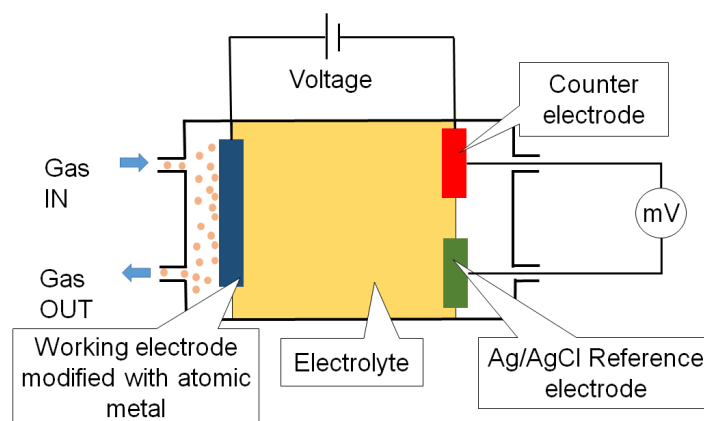 Voltage
Counter
electrode
Gas
IN
mV
Gas
OUT
Working electrode
modified with atomic
metal
Electrolyte
Ag/AgCl Reference
electrode